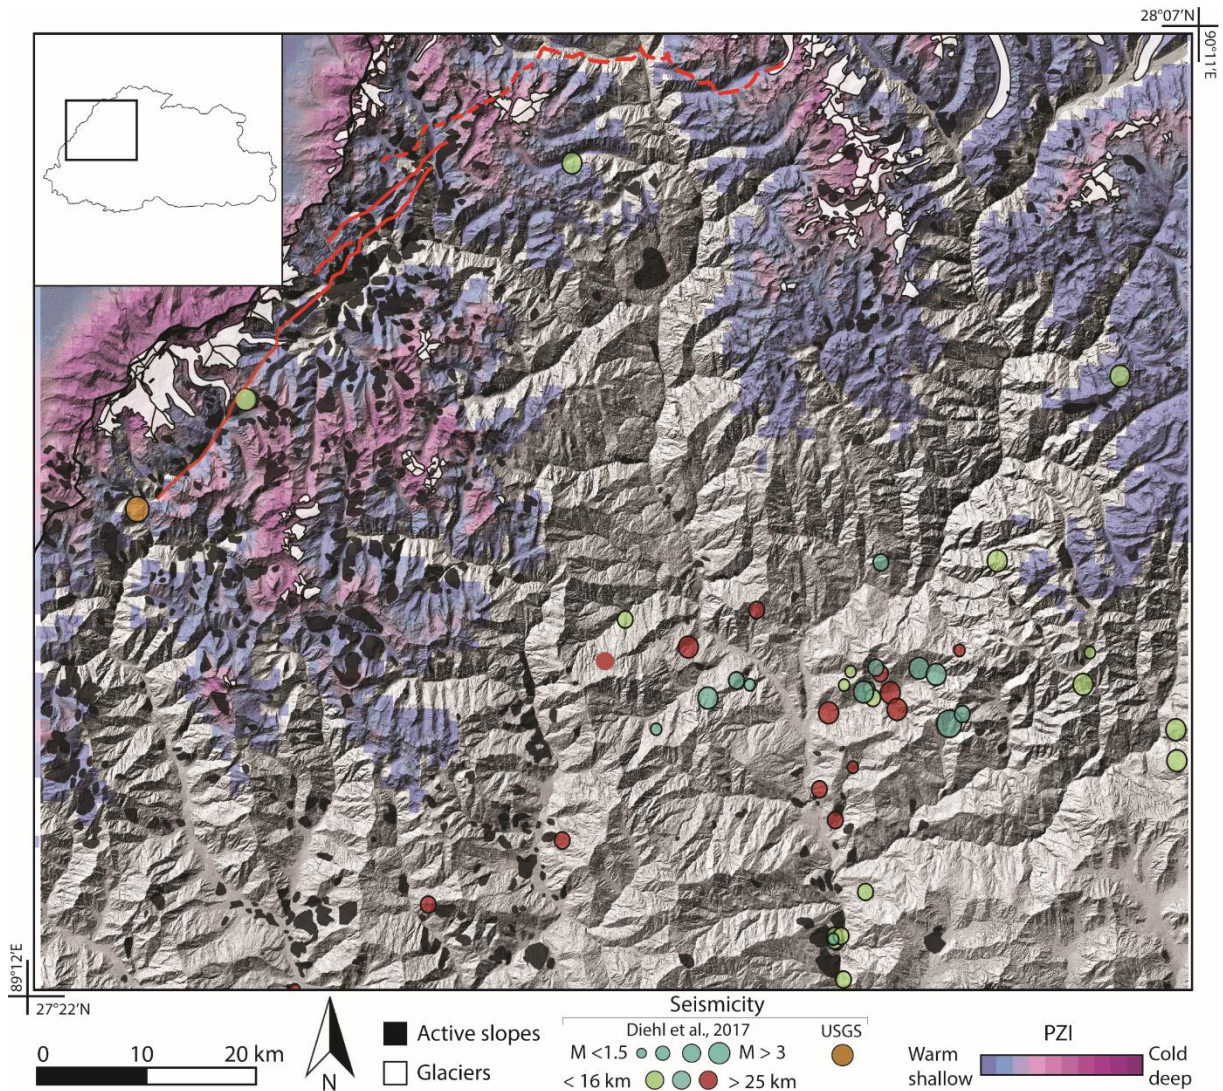 28°07'N
90°11'E
89°12'E
27°22'N
0 10 20 km
N
Active slopes
Glaciers
Seismicity
Diehl et al., 2017
USGS
M <1.5
M > 3
< 16 km
> 25 km
PZI
Warm
shallow
Cold
deep